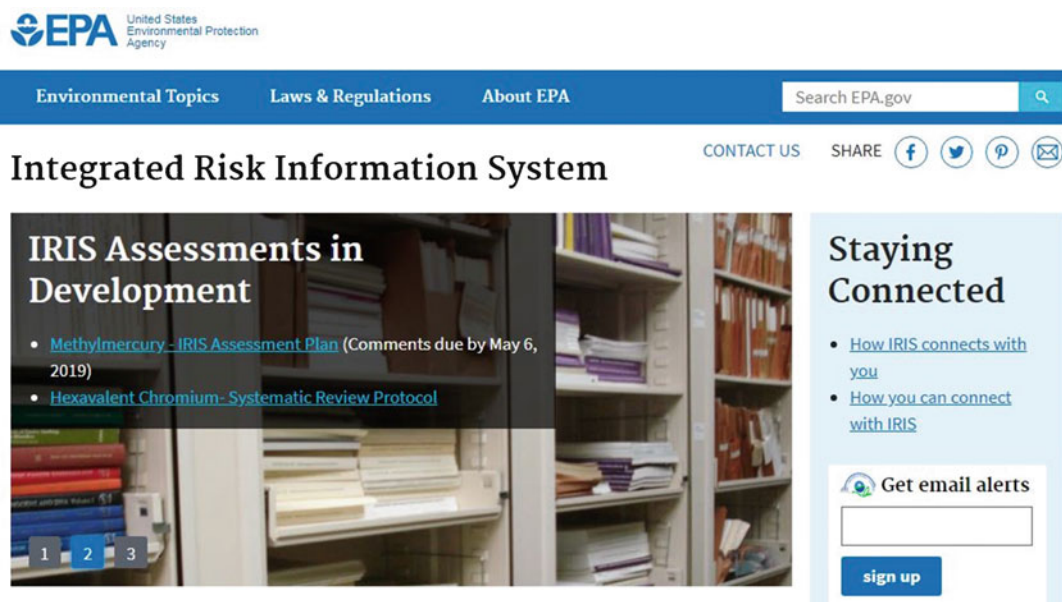 EPA
United States
Environmental Protection
Agency
Environmental Topics Laws & Regulations About EPA
Search EPA.gov
CONTACT US SHARE
Integrated Risk Information System
IRIS Assessments in
Development
• Methylmercury - IRIS Assessment Plan (Comments due by May 6,
2019)
• Hexavalent Chromium- Systematic Review Protocol
1 2 3
Staying
Connected
• How IRIS connects with
you
• How you can connect
with IRIS
Get email alerts
sign up